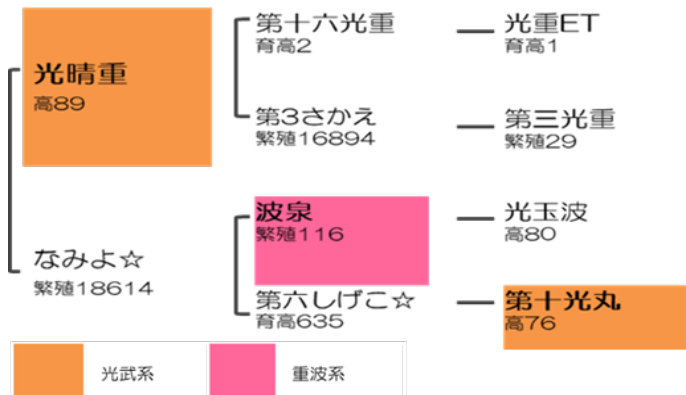 光晴重
高89
なみよ☆
繁殖18614
第十六光重
育高2
第3さかえ
繁殖16894
波泉
繁殖116
第六しげこ☆
育高635
光重ET
育高1
第三光重
繁殖29
光玉波
高80
第十光丸
高76
光武系
重波系